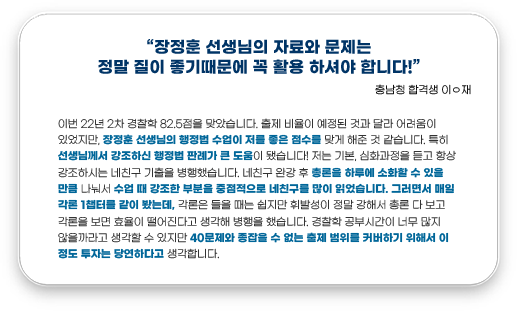 “장정훈 선생님의 자료와 문제는
정말 질이 좋기때문에 꼭 활용 하셔야 합니다!”
충남청 합격생 이ㅇ재
이번 22년 2차 경찰학 82.5점을 맞았습니다. 출제 비율이 예정된 것과 달라 어려움이
있었지만, 장정훈 선생님의 행정법 수업이 저를 좋은 점수를 맞게 해준 것 같습니다. 특히
선생님께서 강조하신 행정법 판례가 큰 도움이 됐습니다! 저는 기본, 심화과정을 듣고 항상
강조하시는 네친구 기출을 병행했습니다. 네친구 완강 후 총론을 하루에 소화할 수 있을
만큼 나눠서 수업 때 강조한 부분을 중점적으로 네친구를 많이 읽었습니다. 그러면서 매일
각론 1챕터를 같이 봤는데, 각론은 들을 때는 쉽지만 휘발성이 정말 강해서 총론 다 보고
각론을 보면 효율이 떨어진다고 생각해 병행을 했습니다. 경찰학 공부시간이 너무 많지
않을까라고 생각할 수 있지만 40문제와 종잡을 수 없는 출제 범위를 커버하기 위해서 이
정도 투자는 당연하다고 생각합니다.